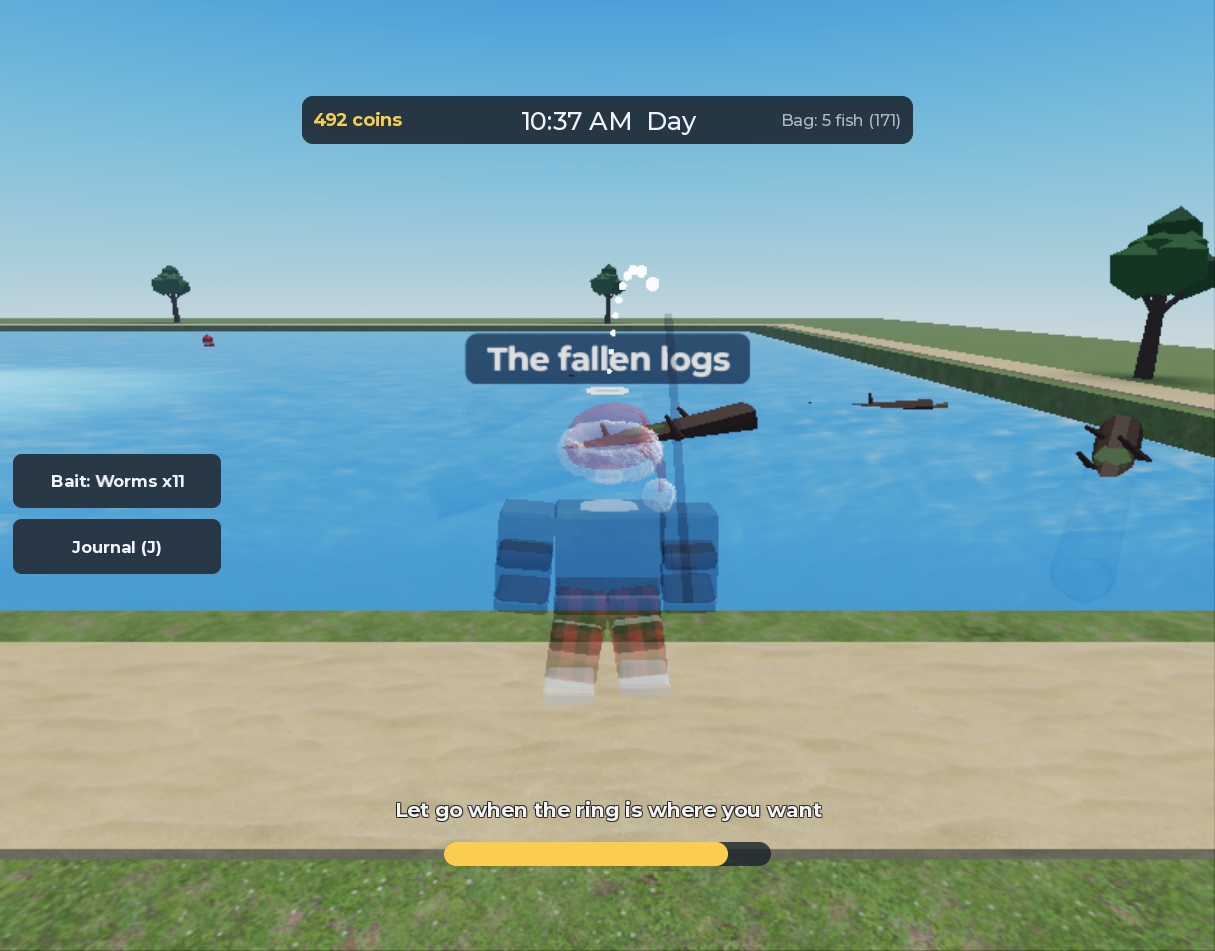 492 coins
10:37 AM Day
Bag: 5 fish (171)
The fallen logs
Bait: Worms x11
Journal (J)
Let go when the ring is where you want